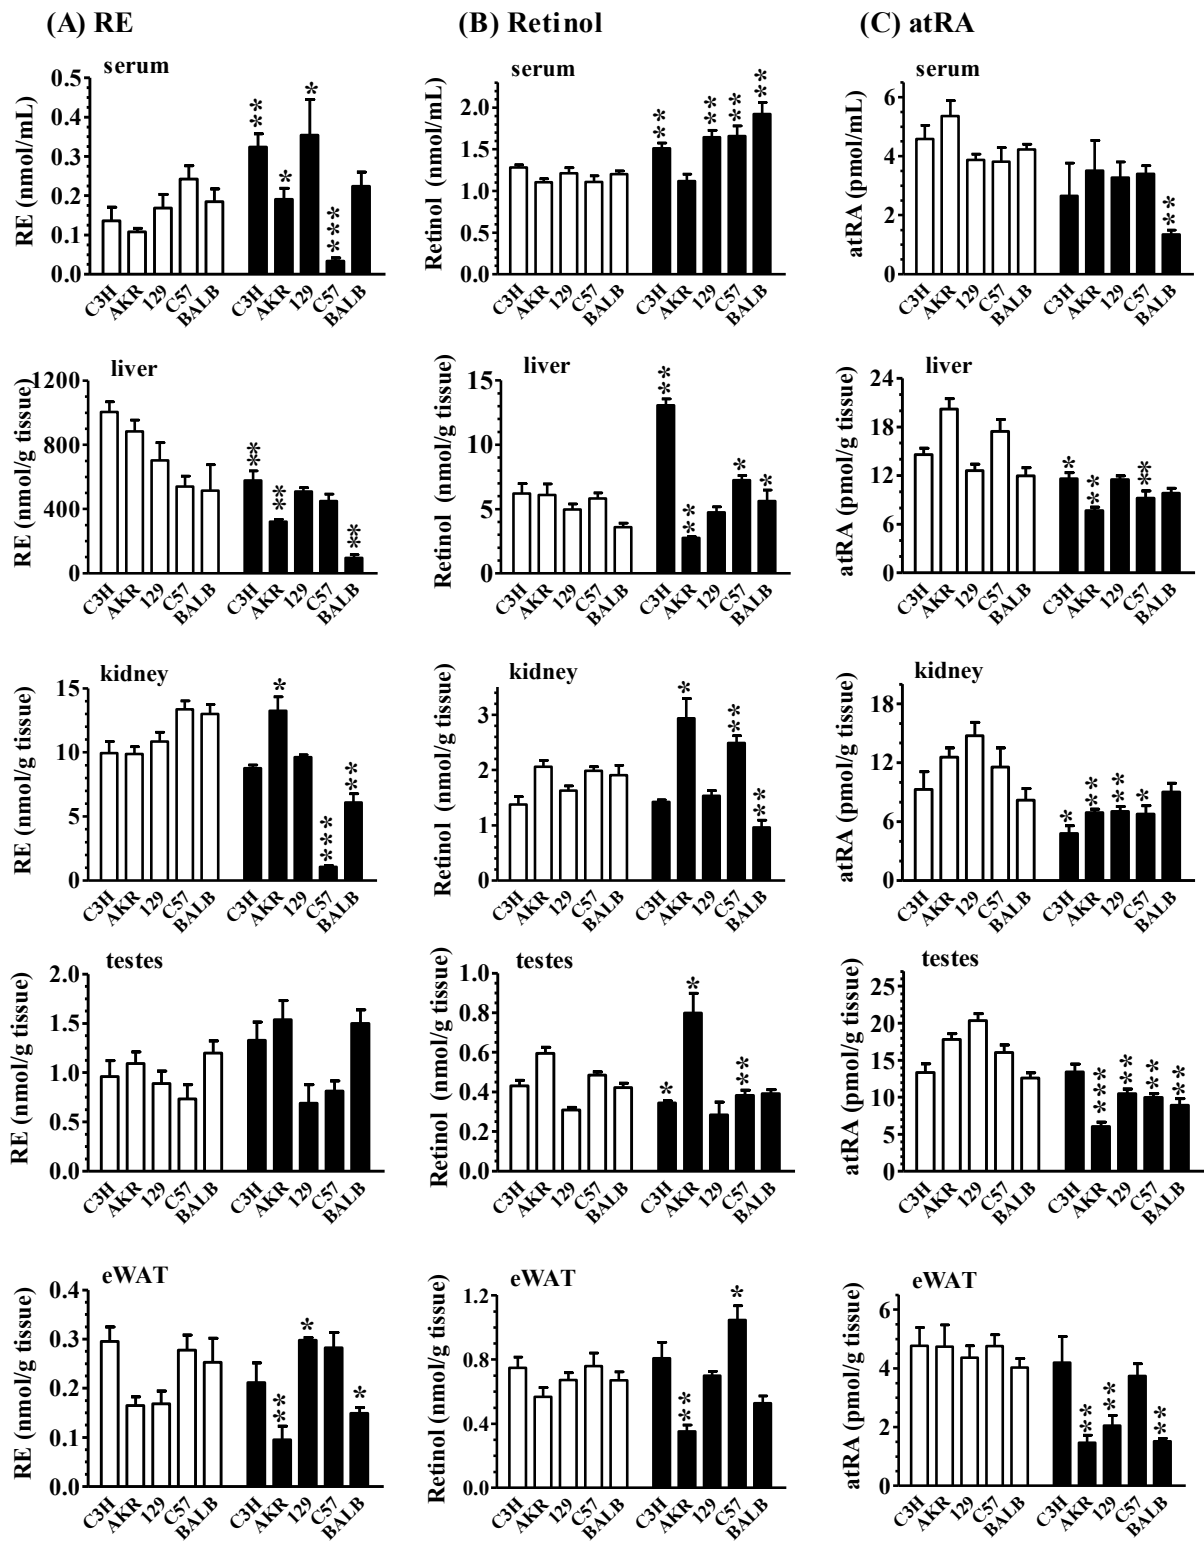 (A) RE
(B) Retinol
(C) atRA
serum
RE (nmol/mL)
0.5
0.4
0.3
0.2
0.1
0.0
** * * *** 
C3H AKR 129 C57 BALB C3H AKR 129 C57 BALB
serum
Retinol (nmol/mL)
2.0
1.5
1.0
0.5
0.0
** ** ** **
C3H AKR 129 C57 BALB C3H AKR 129 C57 BALB
serum
atRA (pmol/mL)
6
4
2
0
**
C3H AKR 129 C57 BALB C3H AKR 129 C57 BALB
liver
RE (nmol/g tissue)
1200
800
400
0
** ** **
C3H AKR 129 C57 BALB C3H AKR 129 C57 BALB
liver
Retinol (nmol/g tissue)
15
10
5
0
** ** * *
C3H AKR 129 C57 BALB C3H AKR 129 C57 BALB
liver
atRA (pmol/g tissue)
24
18
12
6
0
* ** **
C3H AKR 129 C57 BALB C3H AKR 129 C57 BALB
kidney
RE (nmol/g tissue)
15
10
5
0
* *** **
C3H AKR 129 C57 BALB C3H AKR 129 C57 BALB
kidney
Retinol (nmol/g tissue)
3
2
1
0
* ** **
C3H AKR 129 C57 BALB C3H AKR 129 C57 BALB
kidney
atRA (pmol/g tissue)
18
12
6
0
* ** ** *
C3H AKR 129 C57 BALB C3H AKR 129 C57 BALB
testes
RE (nmol/g tissue)
2.0
1.5
1.0
0.5
0.0
C3H AKR 129 C57 BALB C3H AKR 129 C57 BALB
testes
Retinol (nmol/g tissue)
1.0
0.8
0.6
0.4
0.2
0.0
* * **
C3H AKR 129 C57 BALB C3H AKR 129 C57 BALB
testes
atRA (pmol/g tissue)
25
20
15
10
5
0
*** ** ** **
C3H AKR 129 C57 BALB C3H AKR 129 C57 BALB
eWAT
RE (nmol/g tissue)
0.4
0.3
0.2
0.1
0.0
** * *
C3H AKR 129 C57 BALB C3H AKR 129 C57 BALB
eWAT
Retinol (nmol/g tissue)
1.2
0.8
0.4
0.0
** *
C3H AKR 129 C57 BALB C3H AKR 129 C57 BALB
eWAT
atRA (pmol/g tissue)
6
4
2
0
** ** **
C3H AKR 129 C57 BALB C3H AKR 129 C57 BALB